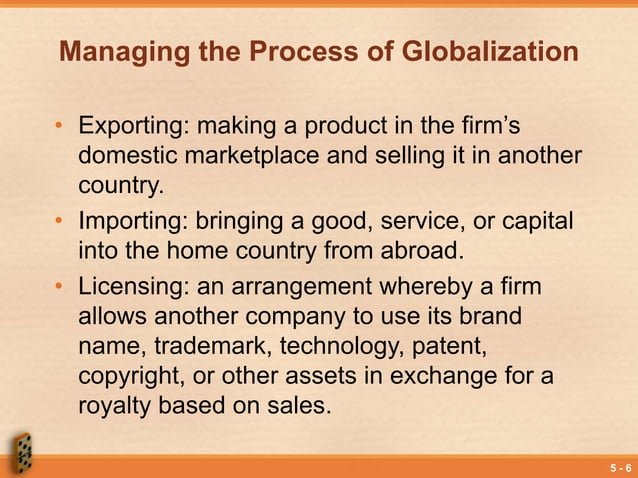 Managing the Process of Globalization
• Exporting: making a product in the firm’s
domestic marketplace and selling it in another
country.
• Importing: bringing a good, service, or capital
into the home country from abroad.
• Licensing: an arrangement whereby a firm
allows another company to use its brand
name, trademark, technology, patent,
copyright, or other assets in exchange for a
royalty based on sales.
5 - 6